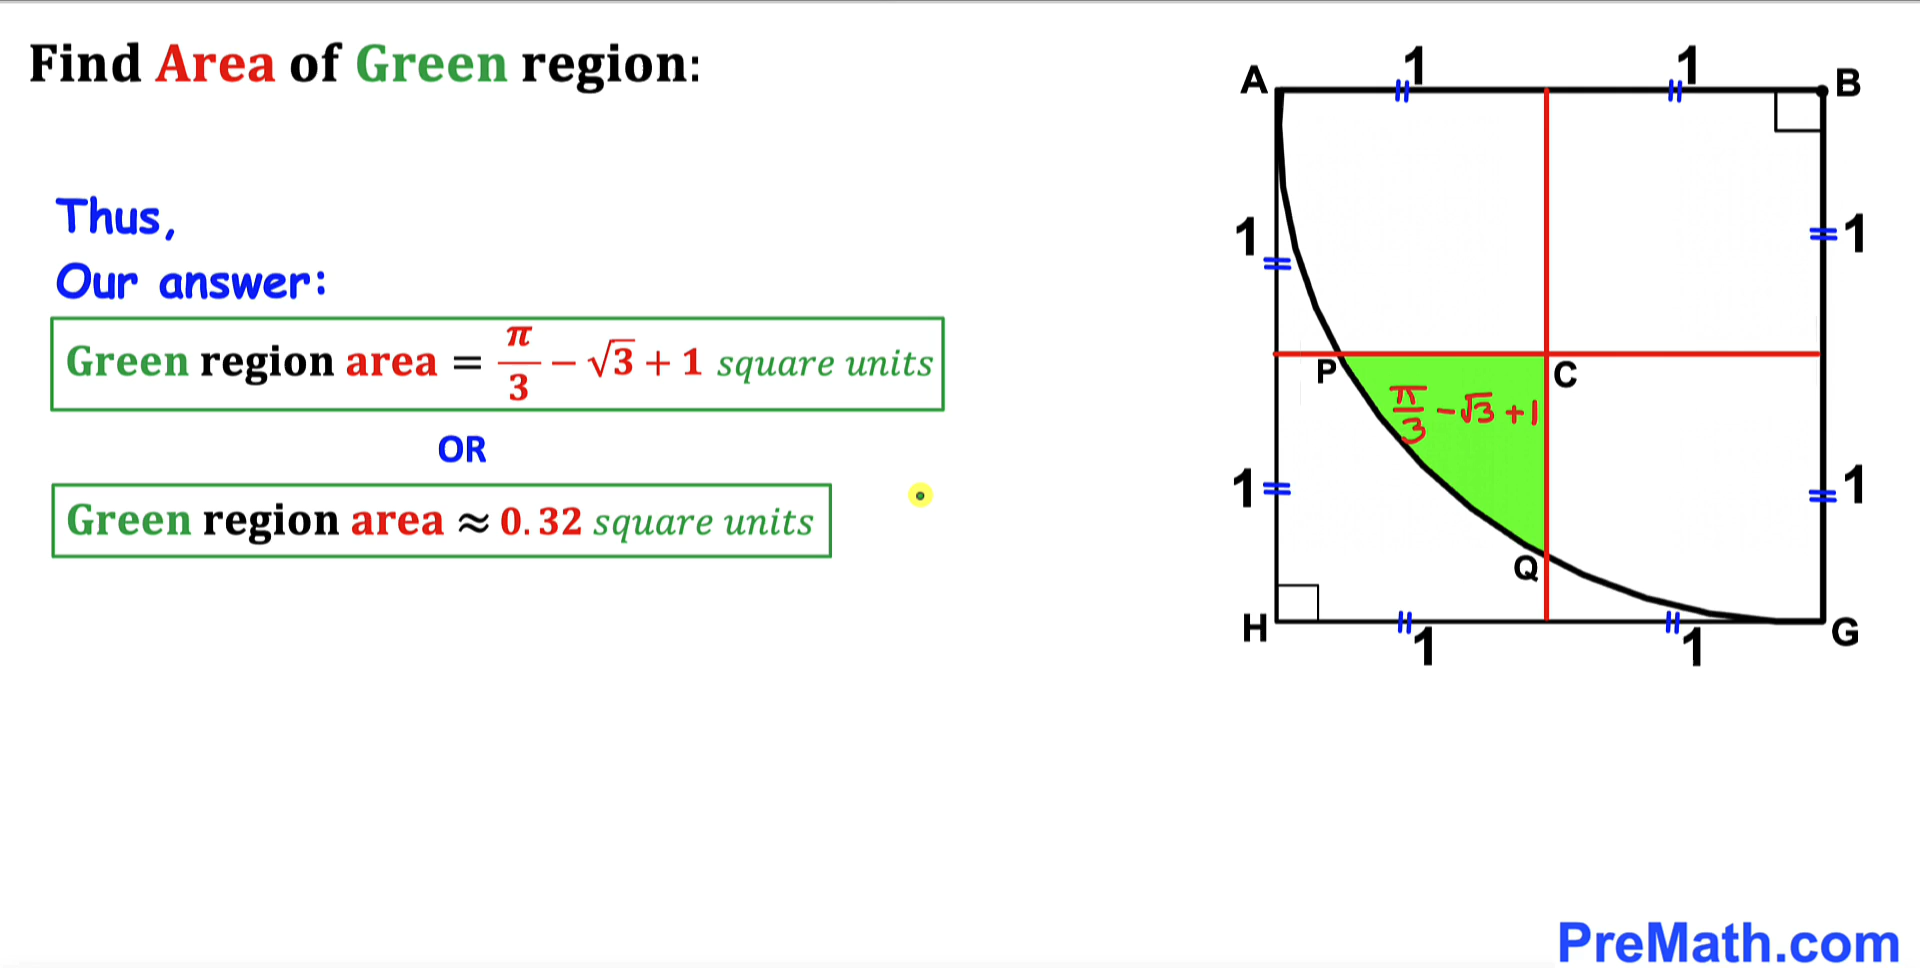 Find Area of Green region:
Thus,
Our answer:
Green region area = π/3 − √3 + 1 square units
OR
Green region area ≈ 0.32 square units
A
1
1
B
1
1
P
C
π/3 − √3 + 1
1
1
Q
H
1
1
G
PreMath.com